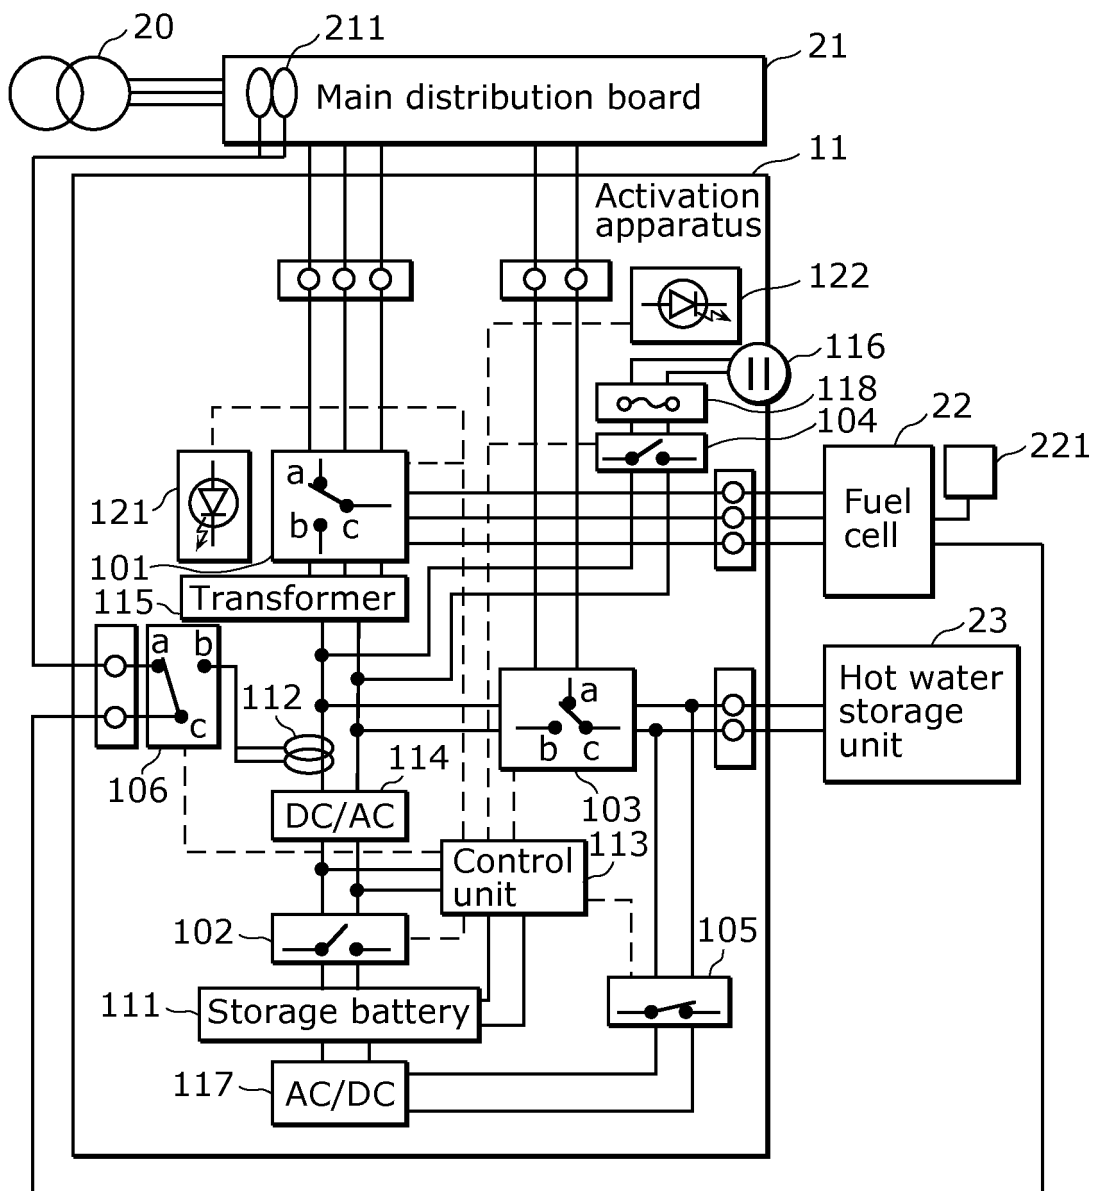 20
211
21
Main distribution board
11
Activation
apparatus
122
116
118
104
22
221
Fuel
cell
121
a
b
c
101
Transformer
115
23
Hot water
storage
unit
a
b
c
112
a
b
c
106
114
103
DC/AC
113
Control
unit
102
105
111
Storage battery
117
AC/DC